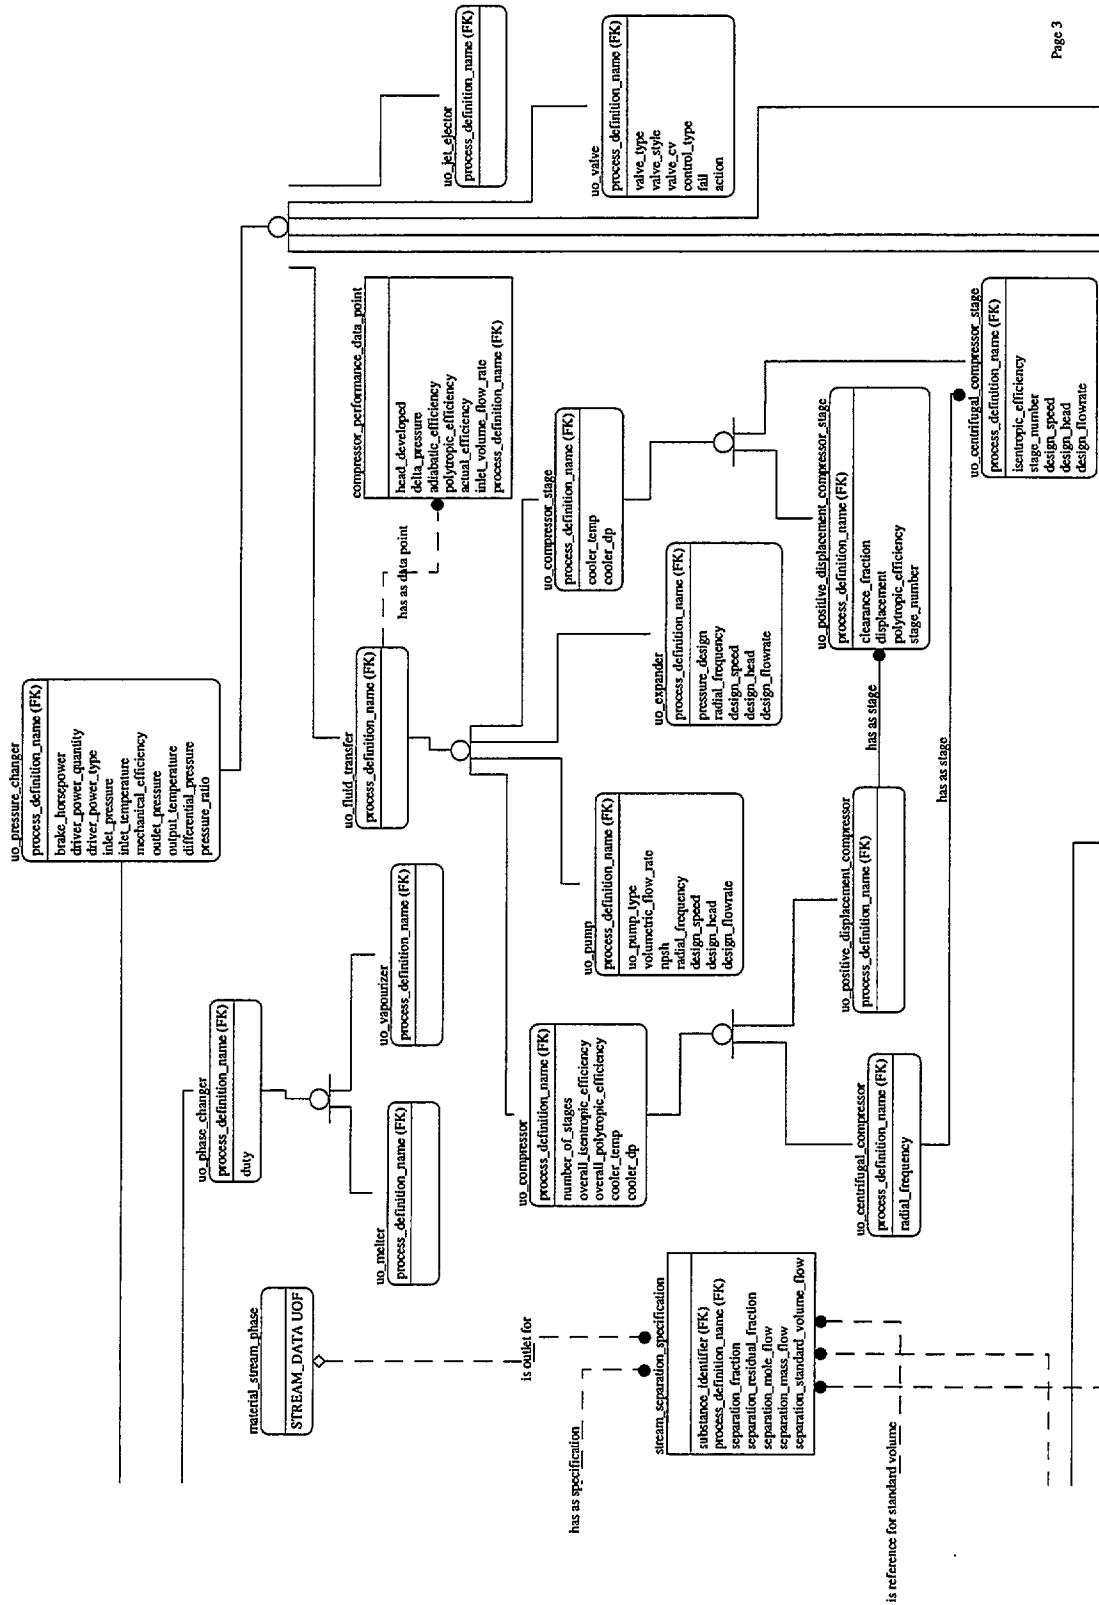 uo_pressure_changer
process_definition_name (FK)
brake_horsepower
driver_power_quantity
driver_power_type
inlet_pressure
inlet_temperature
mechanical_efficiency
outlet_pressure
output_temperature
differential_pressure
pressure_ratio
uo_jet_ejector
process_definition_name (FK)
uo_valve
process_definition_name (FK)
valve_type
valve_style
valve_cv
control_type
fail
action
Page 3
uo_phase_changer
process_definition_name (FK)
duty
uo_vapourizer
process_definition_name (FK)
uo_melter
process_definition_name (FK)
material_stream_phase
STREAM_DATA UOF
uo_fluid_transfer
process_definition_name (FK)
has as data point
compressor_performance_data_point
head_developed
delta_pressure
adiabatic_efficiency
polytropic_efficiency
actual_efficiency
inlet_volume_flow_rate
process_definition_name (FK)
uo_compressor
process_definition_name (FK)
number_of_stages
overall_isentropic_efficiency
overall_polytropic_efficiency
cooler_temp
cooler_dp
uo_pump
process_definition_name (FK)
uo_pump_type
volumetric_flow_rate
npsh
radial_frequency
design_speed
design_head
design_flowrate
uo_expander
process_definition_name (FK)
pressure_design
radial_frequency
design_speed
design_head
design_flowrate
uo_compressor_stage
process_definition_name (FK)
cooler_temp
cooler_dp
is outlet for
has as specification
stream_separation_specification
substance_identifier (FK)
process_definition_name (FK)
separation_fraction
separation_residual_fraction
separation_mole_flow
separation_mass_flow
separation_standard_volume_flow
is reference for standard volume
uo_centrifugal_compressor
process_definition_name (FK)
radial_frequency
uo_positive_displacement_compressor
process_definition_name (FK)
has as stage
has as stage
uo_positive_displacement_compressor_stage
process_definition_name (FK)
clearance_fraction
displacement
polytropic_efficiency
stage_number
uo_centrifugal_compressor_stage
process_definition_name (FK)
isentropic_efficiency
stage_number
design_speed
design_head
design_flowrate